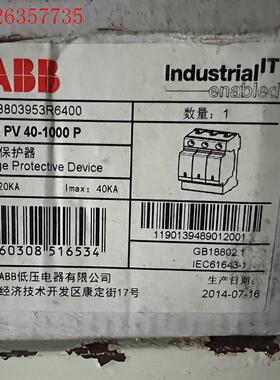 26357735
ABB
Industrial IT
enabled
3803953R6400
PV 40-1000 P
数量：1
保护器
ge Protective Device
20KA
Imax: 40KA
1190139489012001
60308 516534
GB18802.1
IEC61643-1
ABB低压电器有限公司
经济技术开发区康定街17号
生产日期：
2014-07-16